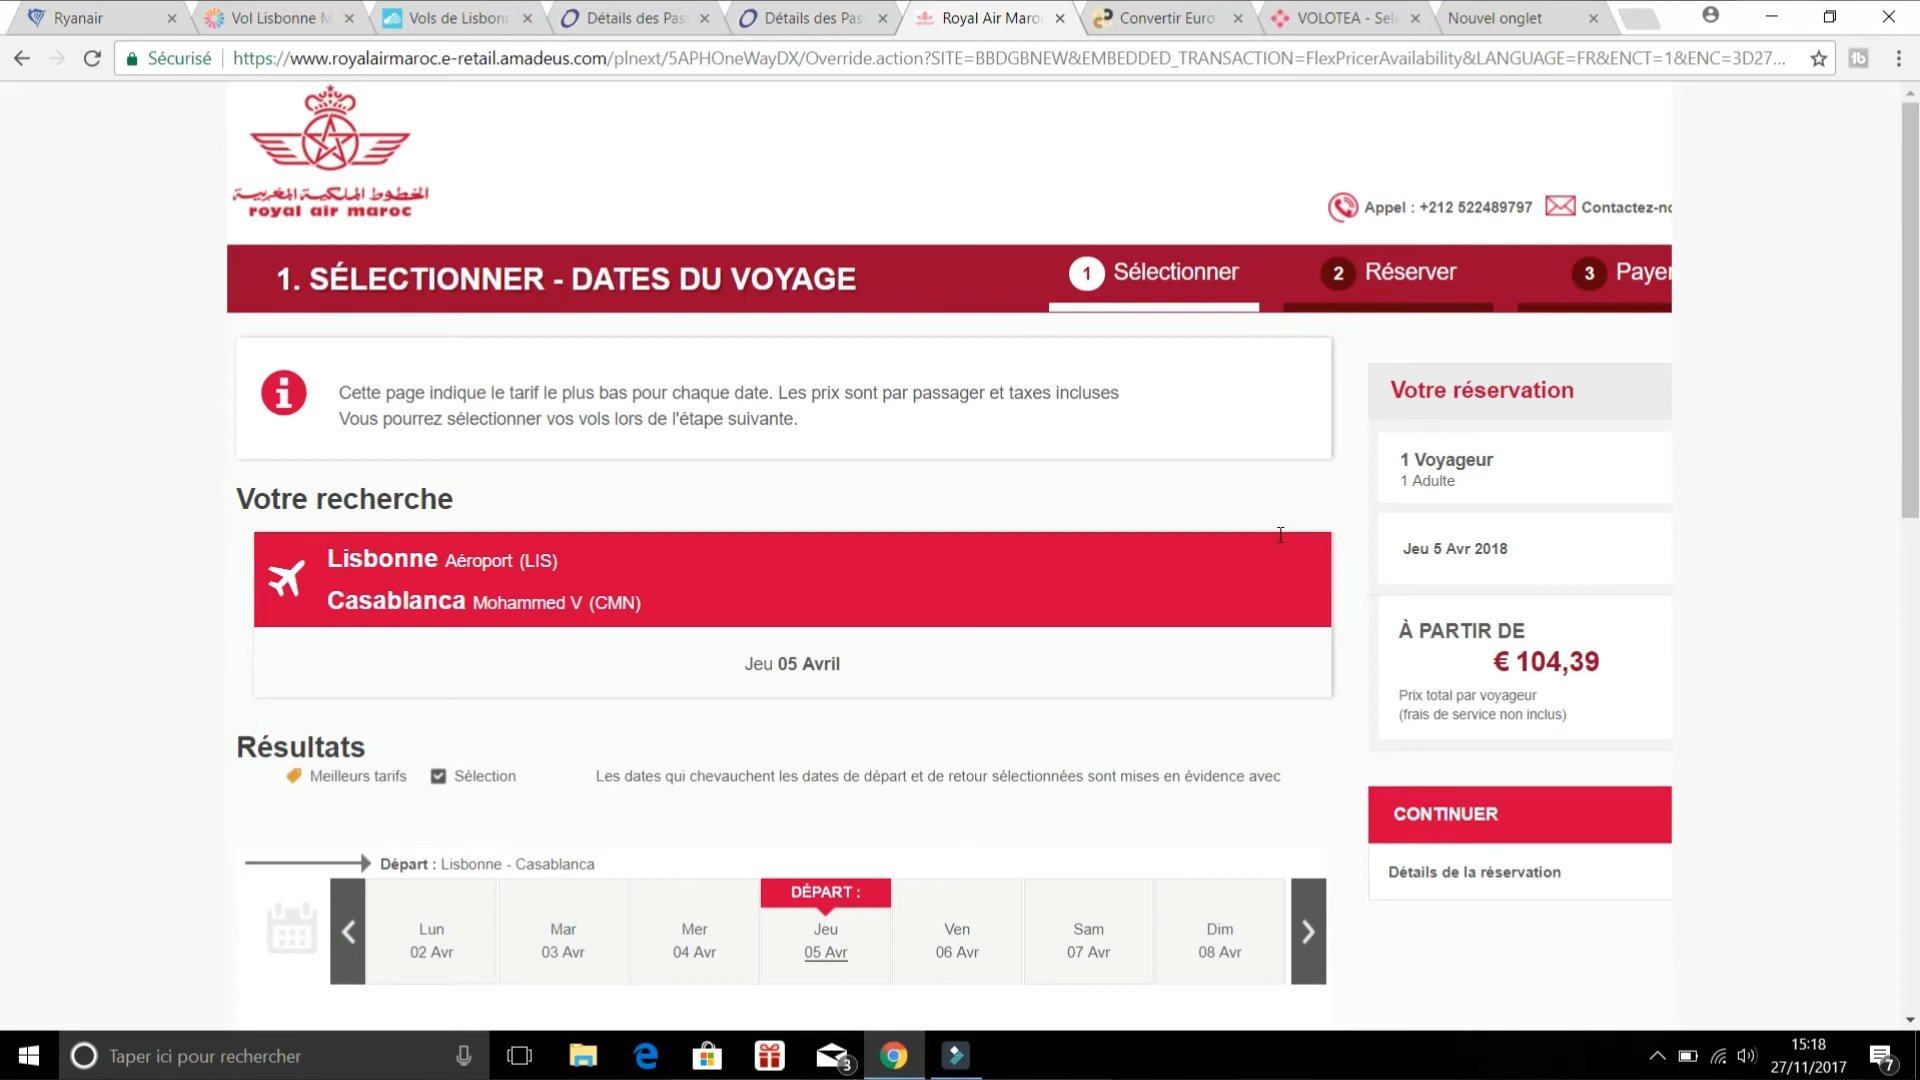 Ryanair
Vol Lisbonne M
Vols de Lisbonn
Détails des Pas
Détails des Pas
Royal Air Maro
Convertir Euro
VOLOTEA - Sele
Nouvel onglet
Sécurisé
https://www.royalairmaroc.e-retail.amadeus.com/plnext/5APHOneWayDX/Override.action?SITE=BBDGBNEW&EMBEDDED_TRANSACTION=FlexPricerAvailability&LANGUAGE=FR&ENCT=1&ENC=3D27...
الخطوط الملكية المغربية
royal air maroc
Appel : +212 522489797
Contactez-no
1. SÉLECTIONNER - DATES DU VOYAGE
1 Sélectionner
2 Réserver
3 Payer
Cette page indique le tarif le plus bas pour chaque date. Les prix sont par passager et taxes incluses
Vous pourrez sélectionner vos vols lors de l'étape suivante.
Votre réservation
1 Voyageur
1 Adulte
Jeu 5 Avr 2018
À PARTIR DE
€ 104,39
Prix total par voyageur
(frais de service non inclus)
CONTINUER
Détails de la réservation
Votre recherche
Lisbonne Aéroport (LIS)
Casablanca Mohammed V (CMN)
Jeu 05 Avril
Résultats
Meilleurs tarifs
Sélection
Les dates qui chevauchent les dates de départ et de retour sélectionnées sont mises en évidence avec
Départ : Lisbonne - Casablanca
DÉPART :
Lun
02 Avr
Mar
03 Avr
Mer
04 Avr
Jeu
05 Avr
Ven
06 Avr
Sam
07 Avr
Dim
08 Avr
Taper ici pour rechercher
3
15:18
27/11/2017
7